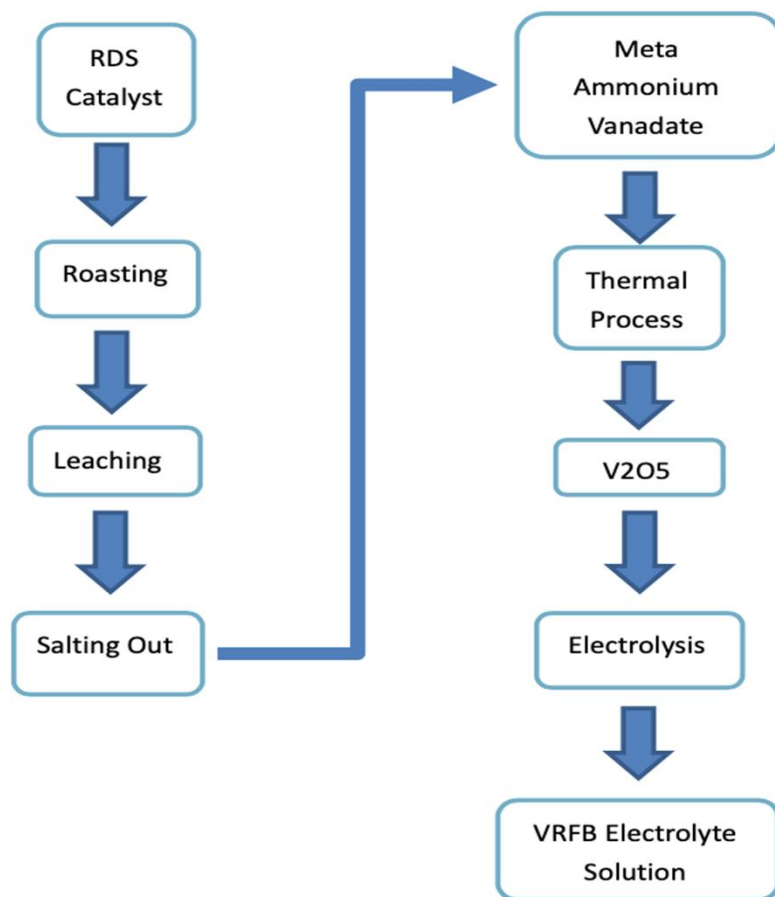 RDS
Catalyst
Roasting
Leaching
Salting Out
Meta
Ammonium
Vanadate
Thermal
Process
V2O5
Electrolysis
VRFB Electrolyte
Solution